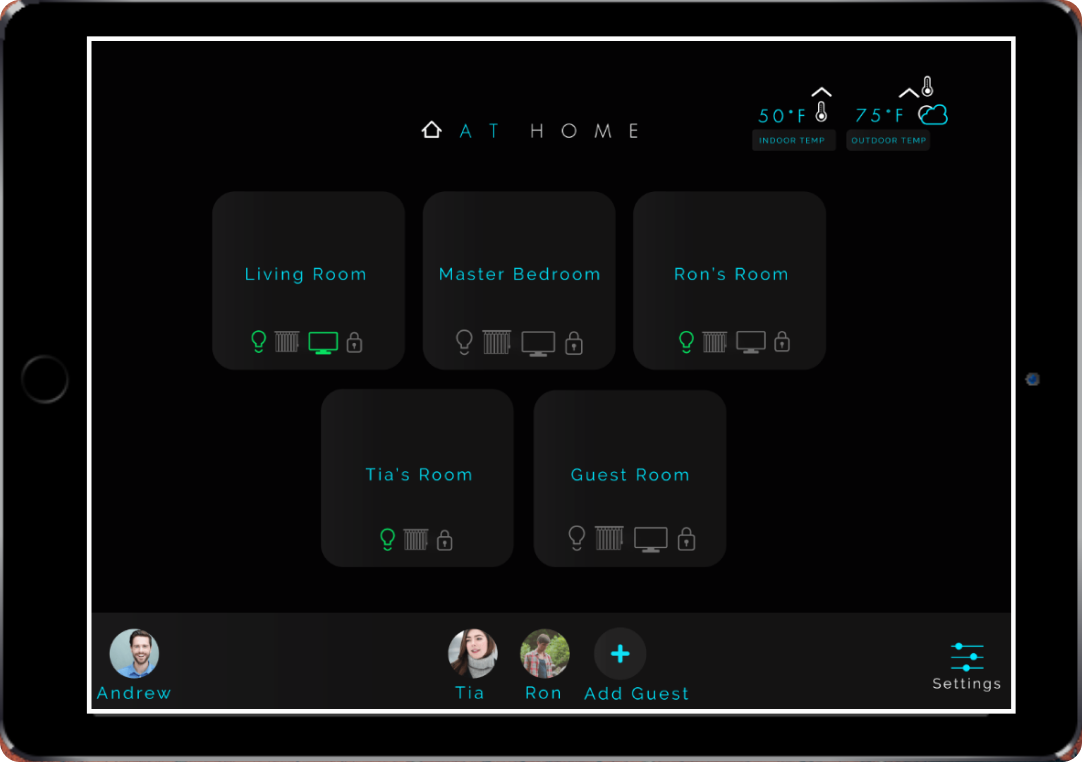 AT HOME
50°F
75°F
INDOOR TEMP
OUTDOOR TEMP
Living Room
Master Bedroom
Ron's Room
Tia's Room
Guest Room
Andrew
Tia
Ron
Add Guest
Settings